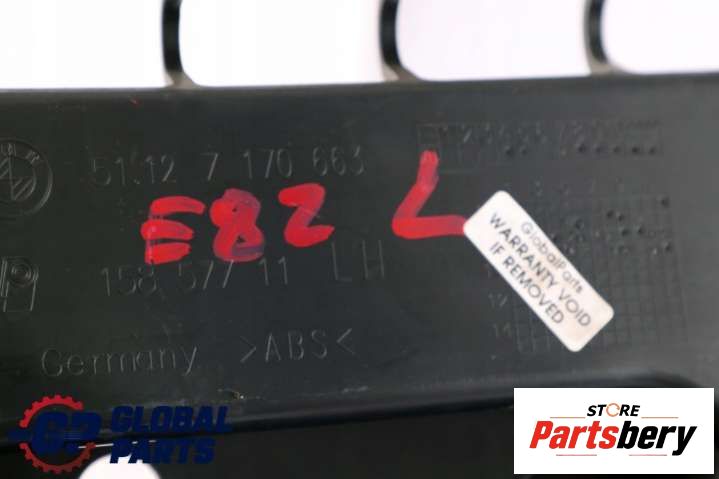 51.12 7 170 663
E82 L
158 577 11 LH
Germany >ABS<
GlobalParts
WARRANTY VOID
IF REMOVED
GP GLOBAL
PARTS
STORE
Partsbery